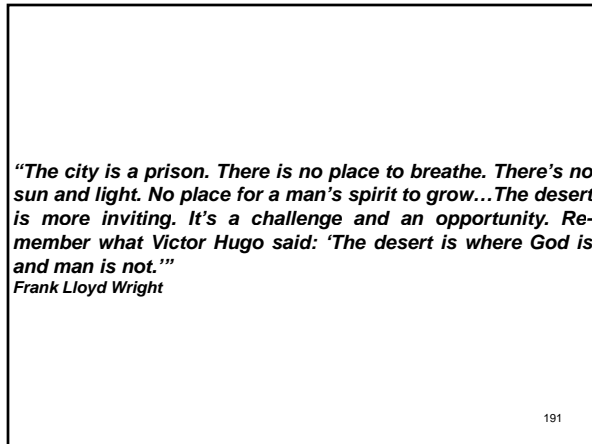 “The city is a prison. There is no place to breathe. There’s no
sun and light. No place for a man’s spirit to grow…The desert
is more inviting. It’s a challenge and an opportunity. Re-
member what Victor Hugo said: ‘The desert is where God is
and man is not.’”
Frank Lloyd Wright
191